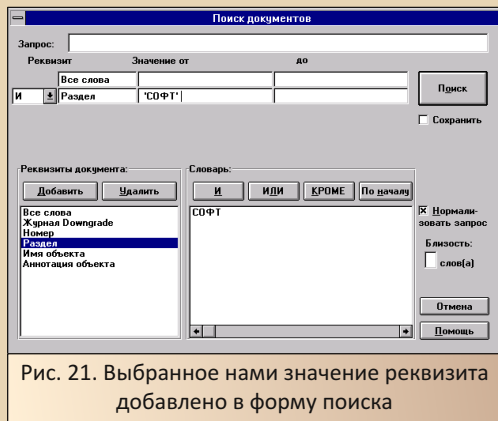 Поиск документов
Запрос:
Реквизит Значение от до
Все слова
И Раздел 'СОФТ'
Поиск
Сохранить
Реквизиты документа: Словарь:
Добавить Удалить И ИЛИ КРОМЕ По началу
Все слова
Журнал Downgrade
Номер
Раздел
Имя объекта
Аннотация объекта
СОФТ
Нормали-
зовать запрос
Близость:
слов(а)
Отмена
Помощь
Рис. 21. Выбранное нами значение реквизита
добавлено в форму поиска